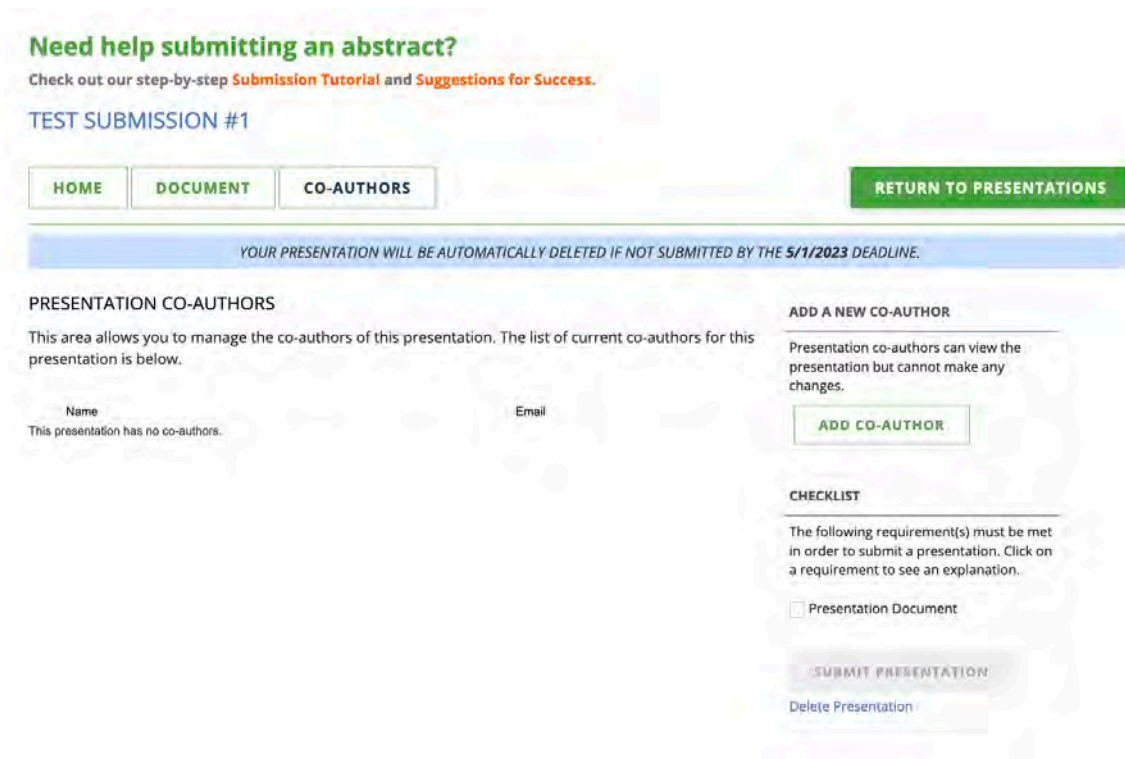 Need help submitting an abstract?
Check out our step-by-step Submission Tutorial and Suggestions for Success.
TEST SUBMISSION #1
HOME
DOCUMENT
CO-AUTHORS
RETURN TO PRESENTATIONS
YOUR PRESENTATION WILL BE AUTOMATICALLY DELETED IF NOT SUBMITTED BY THE 5/1/2023 DEADLINE.
PRESENTATION CO-AUTHORS
This area allows you to manage the co-authors of this presentation. The list of current co-authors for this
presentation is below.
Name
Email
This presentation has no co-authors.
ADD A NEW CO-AUTHOR
Presentation co-authors can view the
presentation but cannot make any
changes.
ADD CO-AUTHOR
CHECKLIST
The following requirement(s) must be met
in order to submit a presentation. Click on
a requirement to see an explanation.
Presentation Document
SUBMIT PRESENTATION
Delete Presentation